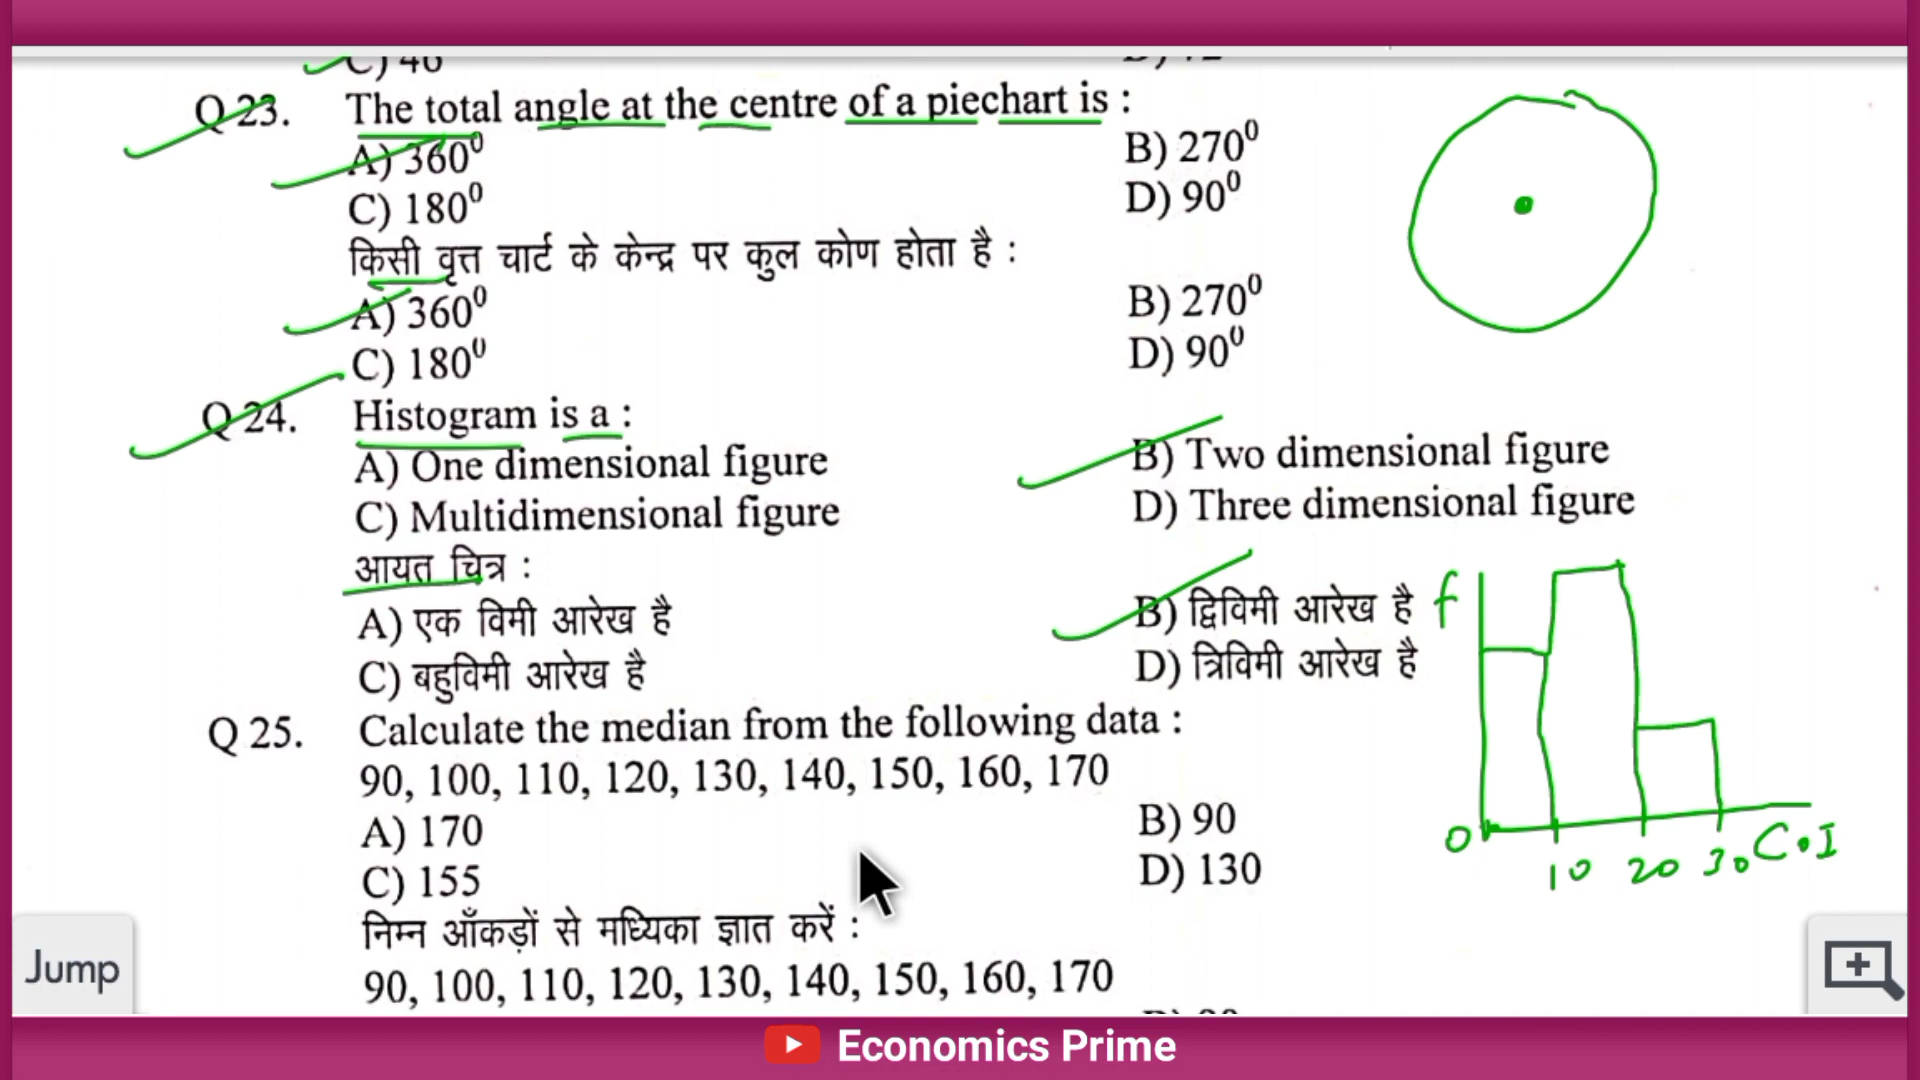 C) 46
Q 23. The total angle at the centre of a piechart is :
A) 360⁰ B) 270⁰
C) 180⁰ D) 90⁰
किसी वृत्त चार्ट के केन्द्र पर कुल कोण होता है :
A) 360⁰ B) 270⁰
C) 180⁰ D) 90⁰
Q 24. Histogram is a :
A) One dimensional figure B) Two dimensional figure
C) Multidimensional figure D) Three dimensional figure
आयत चित्र :
A) एक विमी आरेख है B) द्विविमी आरेख है
C) बहुविमी आरेख है D) त्रिविमी आरेख है
f
0 10 20 30 C.I
Q 25. Calculate the median from the following data :
90, 100, 110, 120, 130, 140, 150, 160, 170
A) 170 B) 90
C) 155 D) 130
निम्न आँकड़ों से मध्यिका ज्ञात करें :
90, 100, 110, 120, 130, 140, 150, 160, 170
Jump
Economics Prime